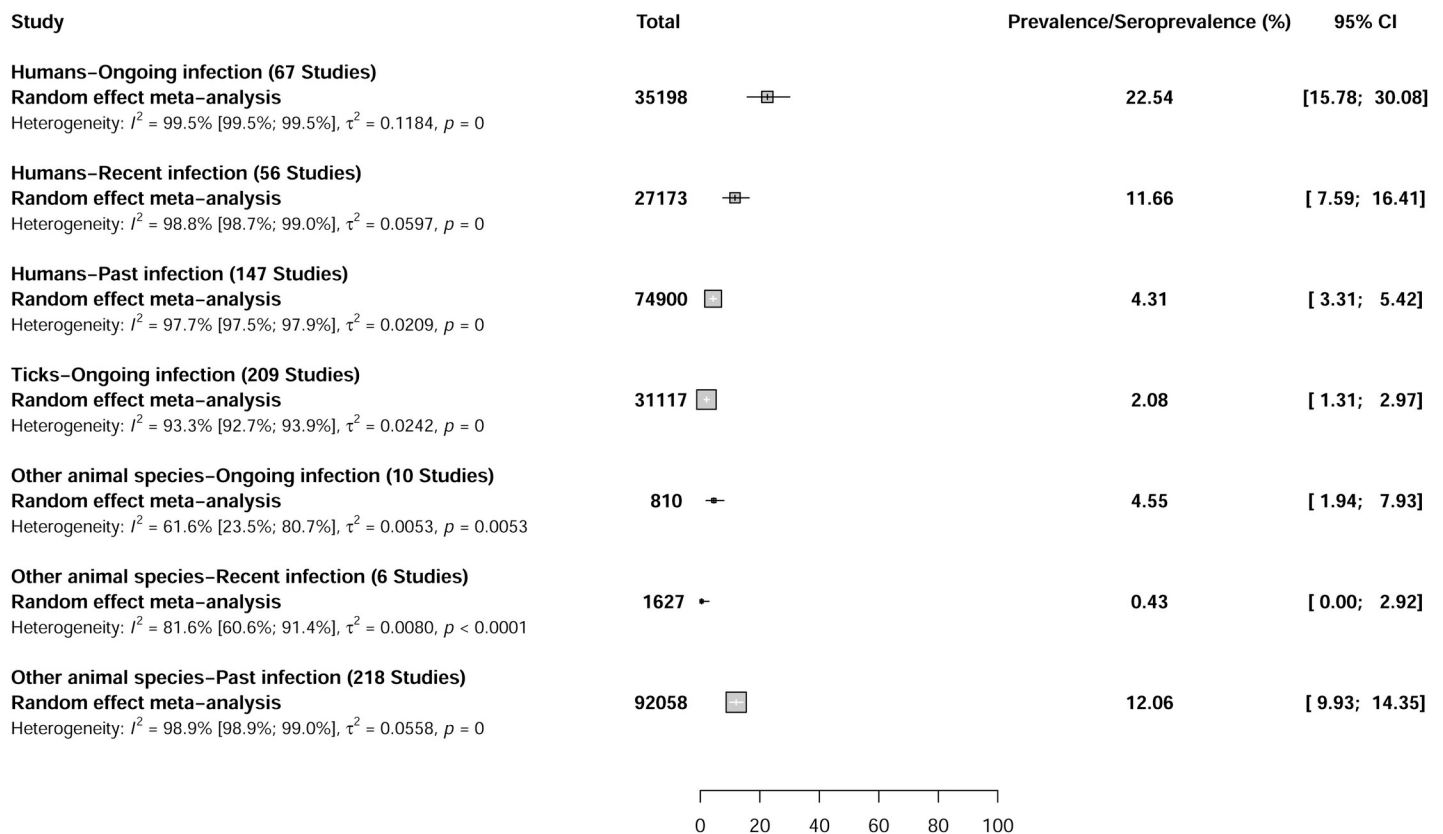 Study Total Prevalence/Seroprevalence (%) 95% CI
Humans−Ongoing infection (67 Studies)
Random effect meta−analysis 35198 22.54 [15.78; 30.08]
Heterogeneity: I² = 99.5% [99.5%; 99.5%], τ² = 0.1184, p = 0
Humans−Recent infection (56 Studies)
Random effect meta−analysis 27173 11.66 [ 7.59; 16.41]
Heterogeneity: I² = 98.8% [98.7%; 99.0%], τ² = 0.0597, p = 0
Humans−Past infection (147 Studies)
Random effect meta−analysis 74900 4.31 [ 3.31; 5.42]
Heterogeneity: I² = 97.7% [97.5%; 97.9%], τ² = 0.0209, p = 0
Ticks−Ongoing infection (209 Studies)
Random effect meta−analysis 31117 2.08 [ 1.31; 2.97]
Heterogeneity: I² = 93.3% [92.7%; 93.9%], τ² = 0.0242, p = 0
Other animal species−Ongoing infection (10 Studies)
Random effect meta−analysis 810 4.55 [ 1.94; 7.93]
Heterogeneity: I² = 61.6% [23.5%; 80.7%], τ² = 0.0053, p = 0.0053
Other animal species−Recent infection (6 Studies)
Random effect meta−analysis 1627 0.43 [ 0.00; 2.92]
Heterogeneity: I² = 81.6% [60.6%; 91.4%], τ² = 0.0080, p < 0.0001
Other animal species−Past infection (218 Studies)
Random effect meta−analysis 92058 12.06 [ 9.93; 14.35]
Heterogeneity: I² = 98.9% [98.9%; 99.0%], τ² = 0.0558, p = 0
0 20 40 60 80 100